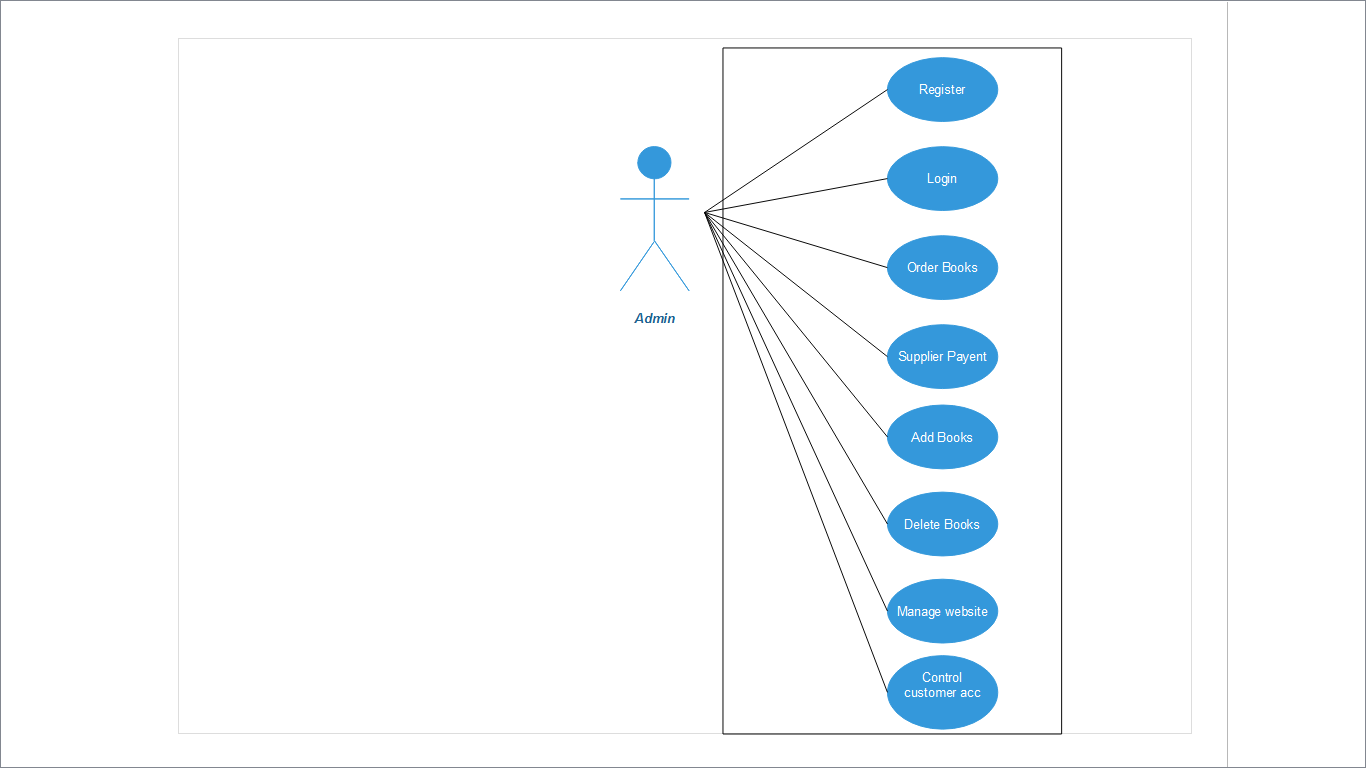 Register
Login
Order Books
Admin
Supplier Payent
Add Books
Delete Books
Manage website
Control
customer acc